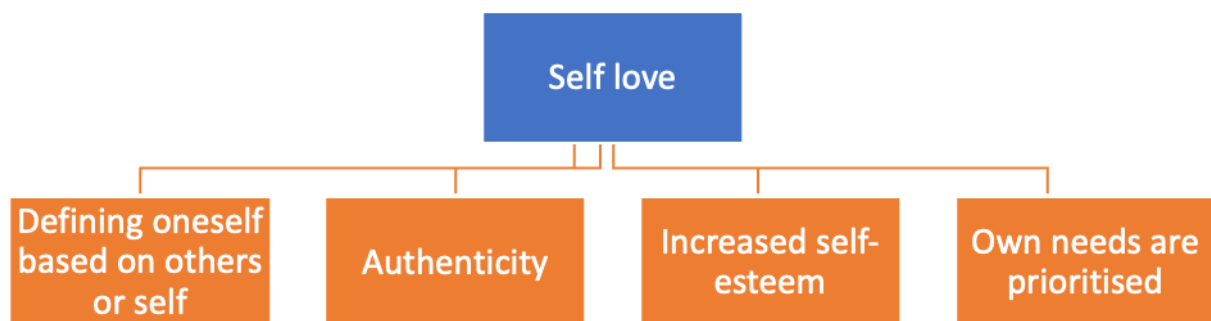 Self love
Defining oneself
based on others
or self
Authenticity
Increased self-
esteem
Own needs are
prioritised